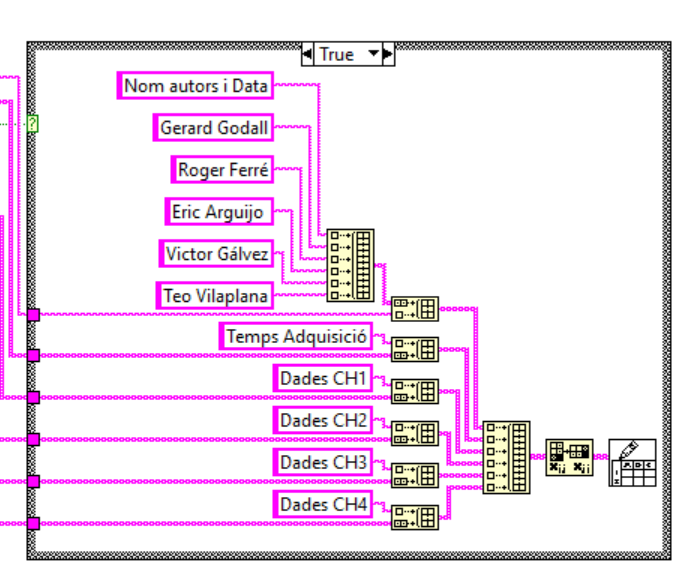 True
Nom autors i Data
Gerard Godall
Roger Ferré
Eric Arguijo
Victor Gálvez
Teo Vilaplana
Temps Adquisició
Dades CH1
Dades CH2
Dades CH3
Dades CH4